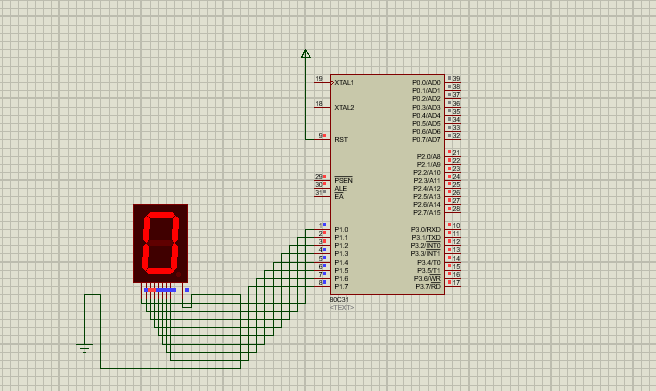 19 XTAL1 P0.0/AD0 39
P0.1/AD1 38
P0.2/AD2 37
18 XTAL2 P0.3/AD3 36
P0.4/AD4 35
P0.5/AD5 34
P0.6/AD6 33
9 RST P0.7/AD7 32
P2.0/A8 21
P2.1/A9 22
P2.2/A10 23
29 PSEN P2.3/A11 24
30 ALE P2.4/A12 25
31 EA P2.5/A13 26
P2.6/A14 27
P2.7/A15 28
1 P1.0 P3.0/RXD 10
2 P1.1 P3.1/TXD 11
3 P1.2 P3.2/INT0 12
4 P1.3 P3.3/INT1 13
5 P1.4 P3.4/T0 14
6 P1.5 P3.5/T1 15
7 P1.6 P3.6/WR 16
8 P1.7 P3.7/RD 17
80C31
<TEXT>
0